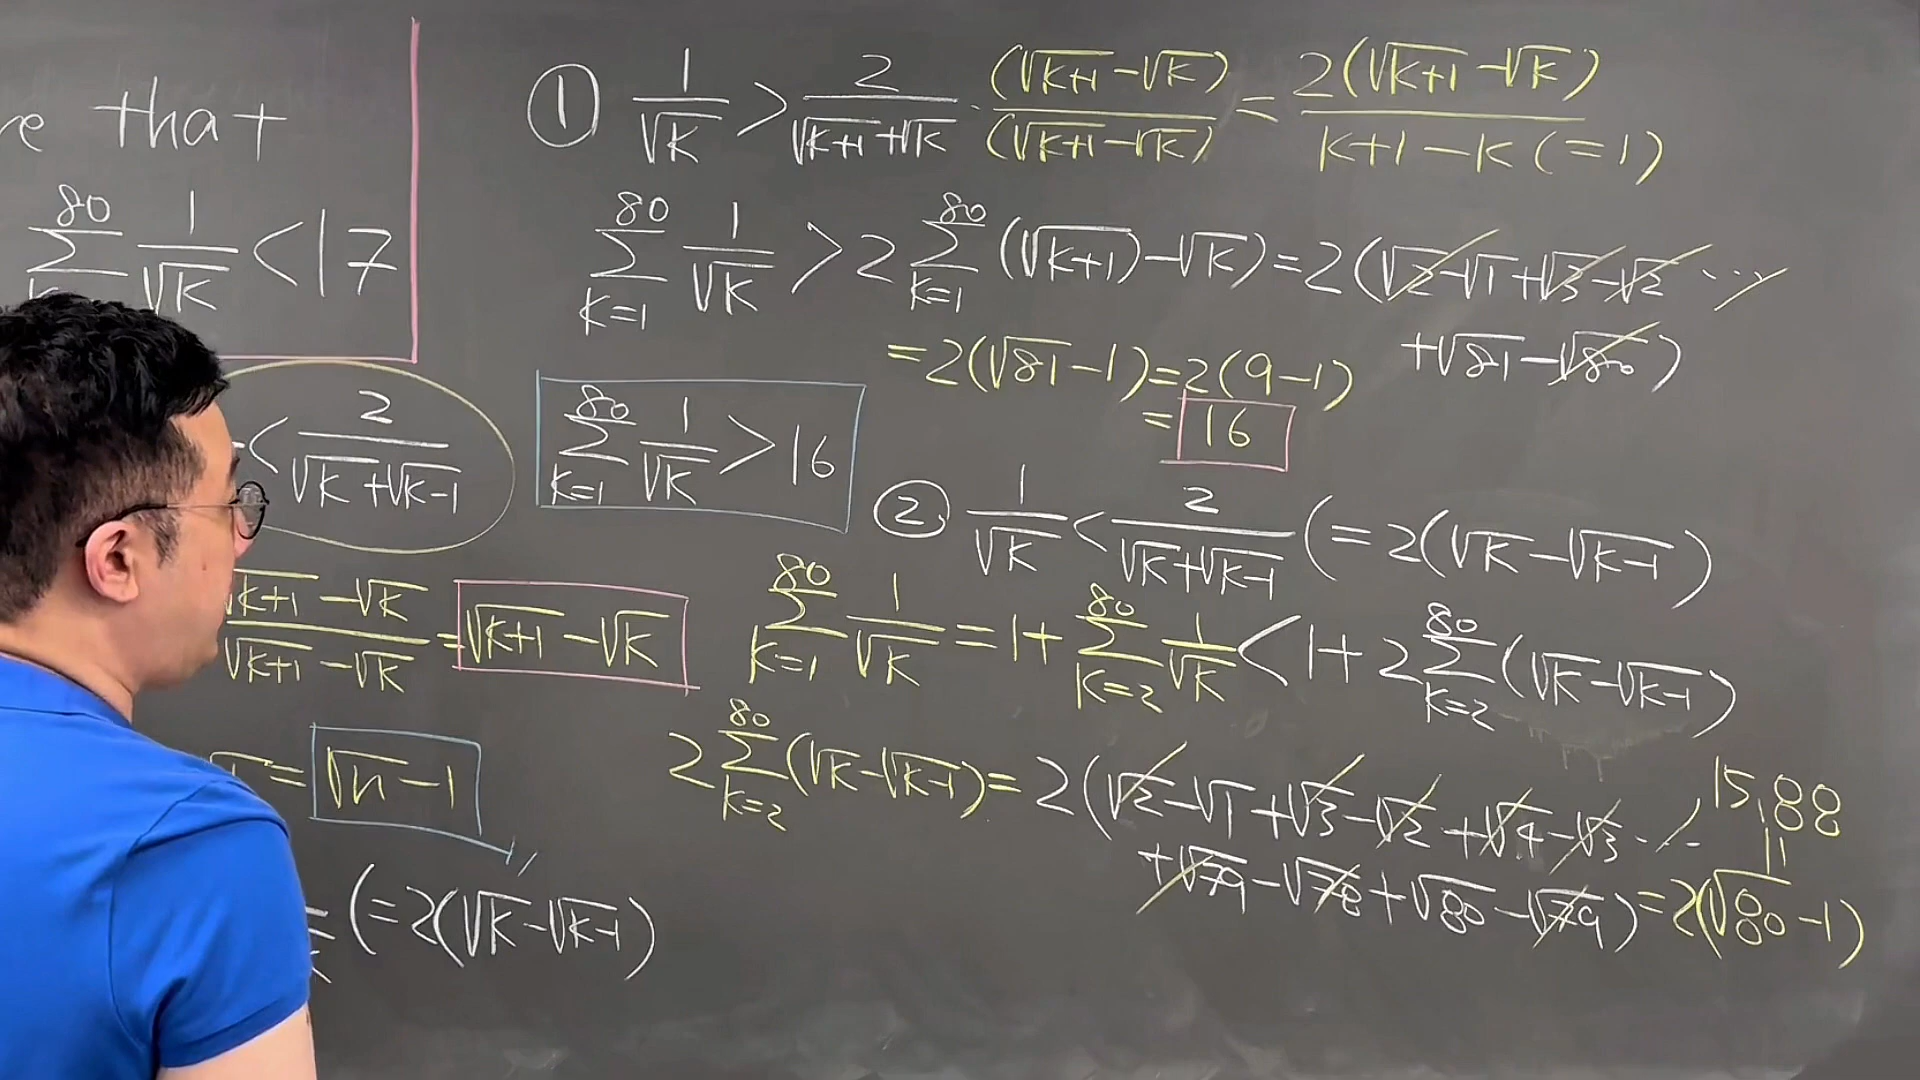 re that
80 Σ 1/√k < 17
< 2/(√k + √k-1)
(√k+1 - √k)/(√k+1 - √k) = √k+1 - √k
= √n - 1
(= 2(√k - √k-1)
① 1/√k > 2/(√k+1 + √k) · (√k+1 - √k)/(√k+1 - √k) = 2(√k+1 - √k)/(k+1-k (=1))
80 Σ k=1 1/√k > 2 80 Σ k=1 (√(k+1) - √k) = 2(√2 - √1 + √3 - √2 ...
+ √81 - √80)
= 2(√81 - 1) = 2(9-1)
= 16
80 Σ k=1 1/√k > 16
② 1/√k < 2/(√k + √k-1) (= 2(√k - √k-1)
80 Σ k=1 1/√k = 1 + 80 Σ k=2 1/√k < 1 + 2 80 Σ k=2 (√k - √k-1)
2 80 Σ k=2 (√k - √k-1) = 2(√2 - √1 + √3 - √2 + √4 - √3 ...
+ √79 - √78 + √80 - √79) = 2(√80 - 1)
15.88